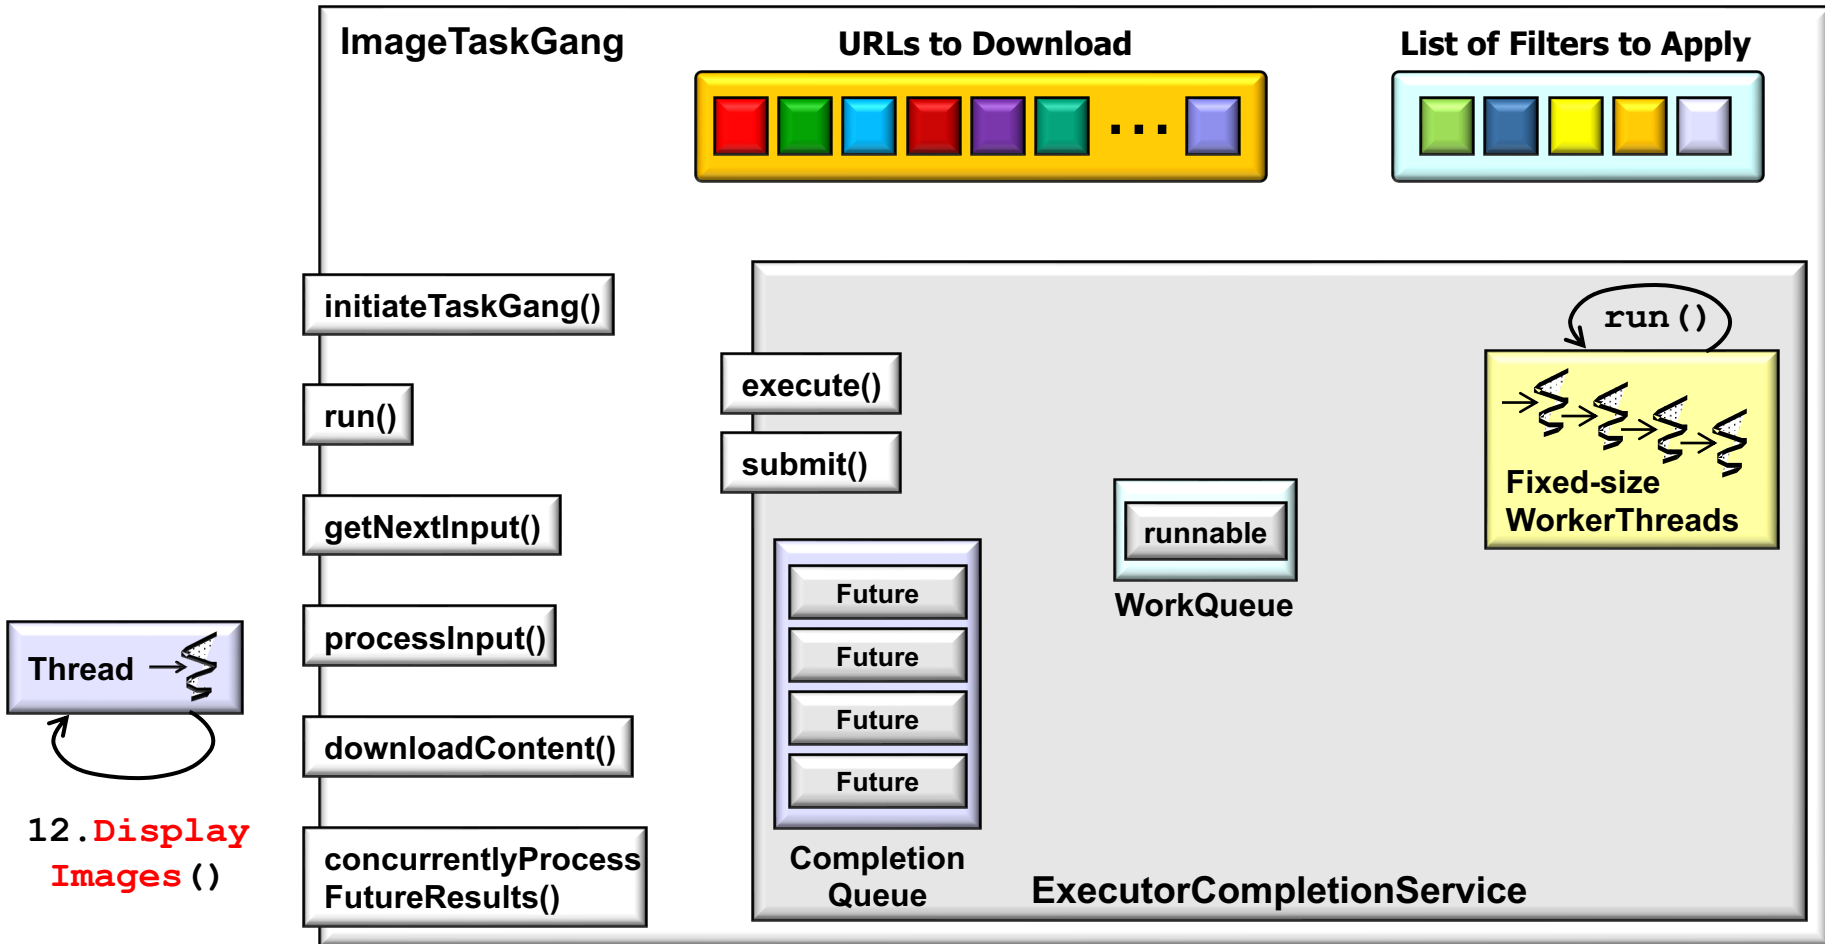 ImageTaskGang
URLs to Download
List of Filters to Apply
...
initiateTaskGang()
run()
getNextInput()
processInput()
downloadContent()
concurrentlyProcess
FutureResults()
Thread
12.Display
Images()
execute()
submit()
Future
Future
Future
Future
Completion
Queue
runnable
WorkQueue
run()
Fixed-size
WorkerThreads
ExecutorCompletionService